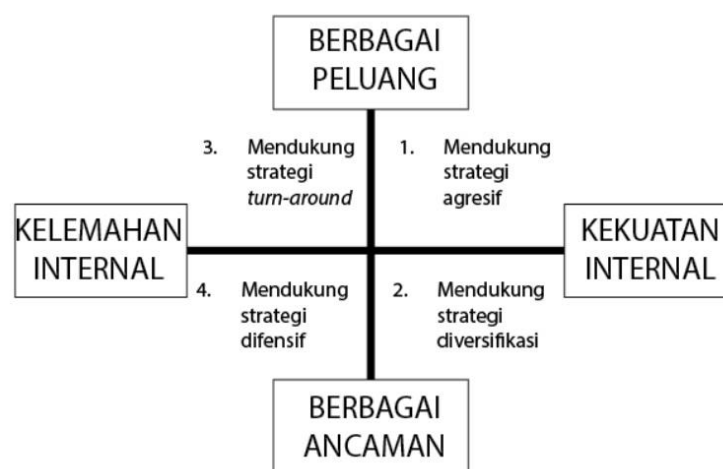 BERBAGAI
PELUANG
3. Mendukung
strategi
turn-around
1. Mendukung
strategi
agresif
KELEMAHAN
INTERNAL
KEKUATAN
INTERNAL
4. Mendukung
strategi
difensif
2. Mendukung
strategi
diversifikasi
BERBAGAI
ANCAMAN